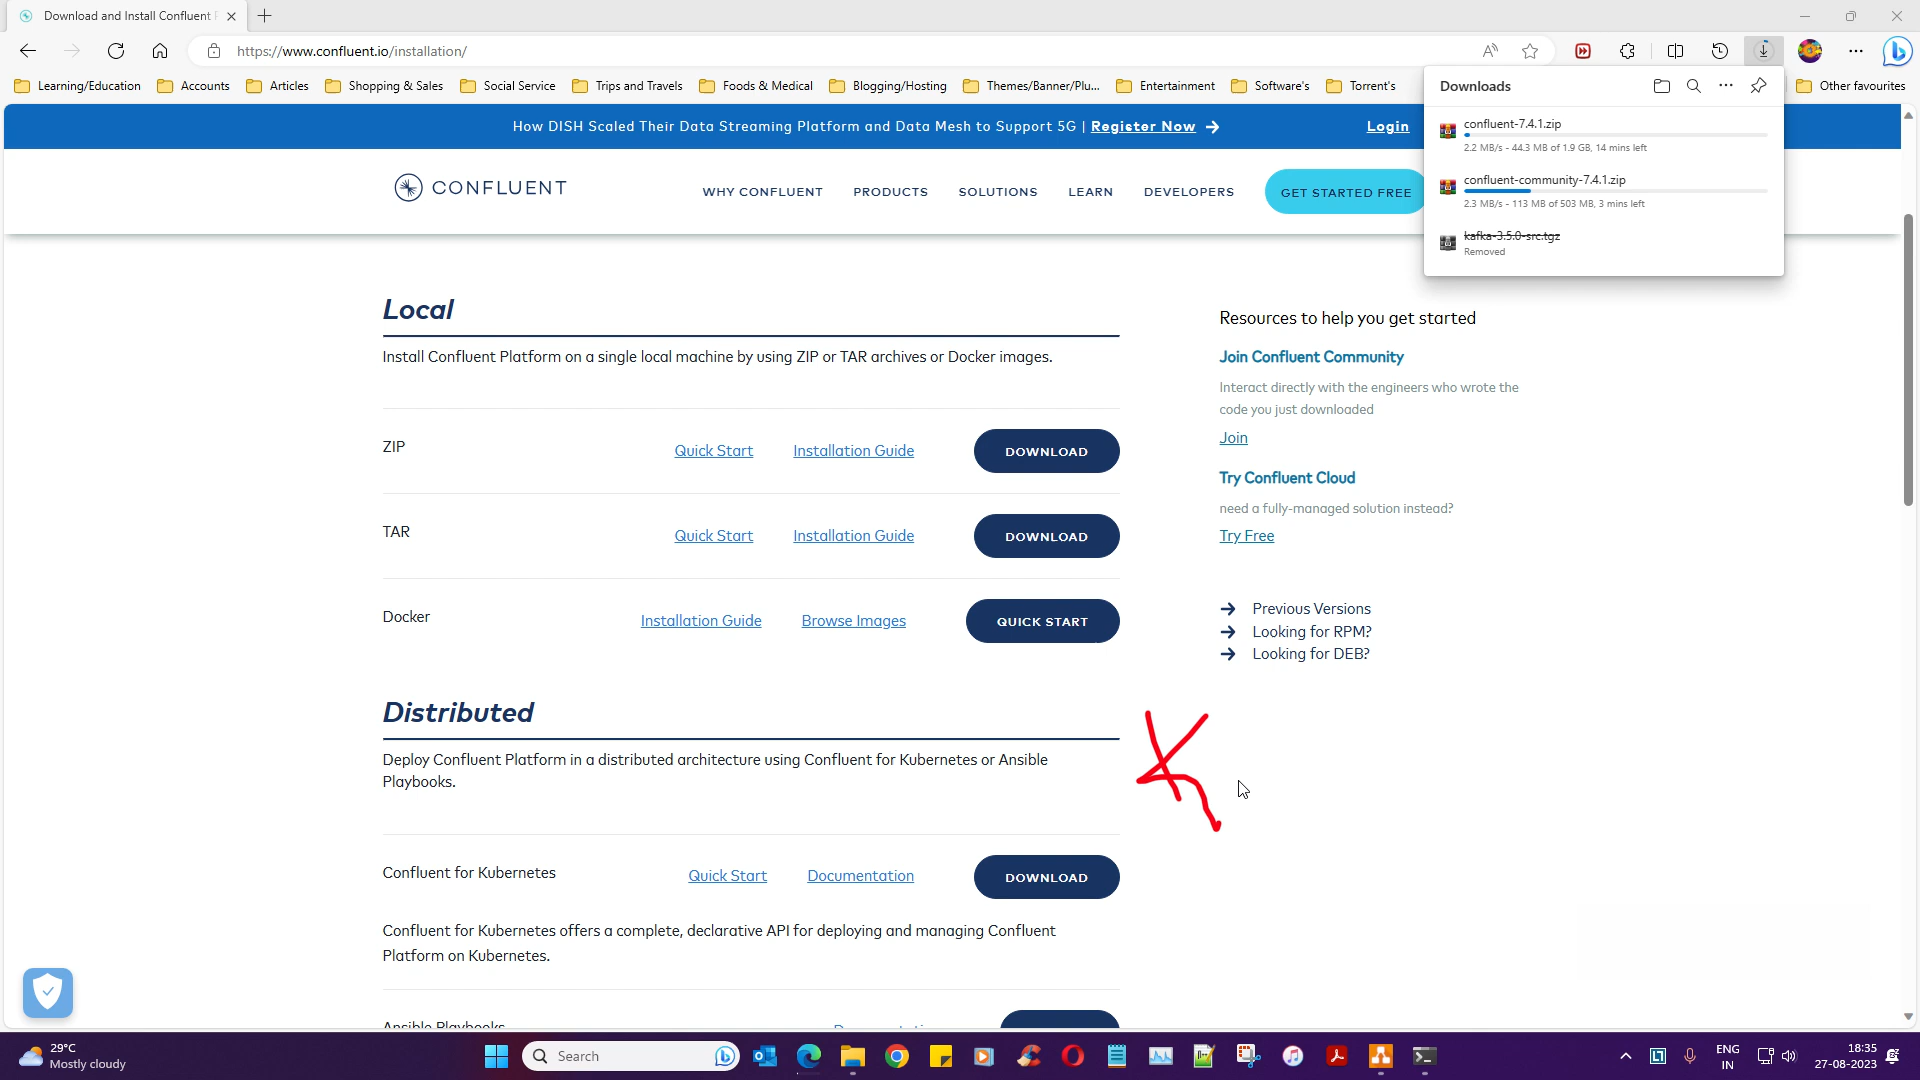 Download and Install Confluent P
https://www.confluent.io/installation/
Learning/Education
Accounts
Articles
Shopping & Sales
Social Service
Trips and Travels
Foods & Medical
Blogging/Hosting
Themes/Banner/Plu...
Entertainment
Software's
Torrent's
Other favourites
Downloads
confluent-7.4.1.zip
2.2 MB/s - 44.3 MB of 1.9 GB, 14 mins left
confluent-community-7.4.1.zip
2.3 MB/s - 113 MB of 503 MB, 3 mins left
kafka-3.5.0-src.tgz
Removed
How DISH Scaled Their Data Streaming Platform and Data Mesh to Support 5G | Register Now
Login
CONFLUENT
WHY CONFLUENT
PRODUCTS
SOLUTIONS
LEARN
DEVELOPERS
GET STARTED FREE
Local
Install Confluent Platform on a single local machine by using ZIP or TAR archives or Docker images.
ZIP
Quick Start
Installation Guide
DOWNLOAD
TAR
Quick Start
Installation Guide
DOWNLOAD
Docker
Installation Guide
Browse Images
QUICK START
Resources to help you get started
Join Confluent Community
Interact directly with the engineers who wrote the
code you just downloaded
Join
Try Confluent Cloud
need a fully-managed solution instead?
Try Free
Previous Versions
Looking for RPM?
Looking for DEB?
Distributed
Deploy Confluent Platform in a distributed architecture using Confluent for Kubernetes or Ansible
Playbooks.
Confluent for Kubernetes
Quick Start
Documentation
DOWNLOAD
Confluent for Kubernetes offers a complete, declarative API for deploying and managing Confluent
Platform on Kubernetes.
Ansible Playbooks
Documentation
29°C
Mostly cloudy
Search
ENG
IN
18:35
27-08-2023